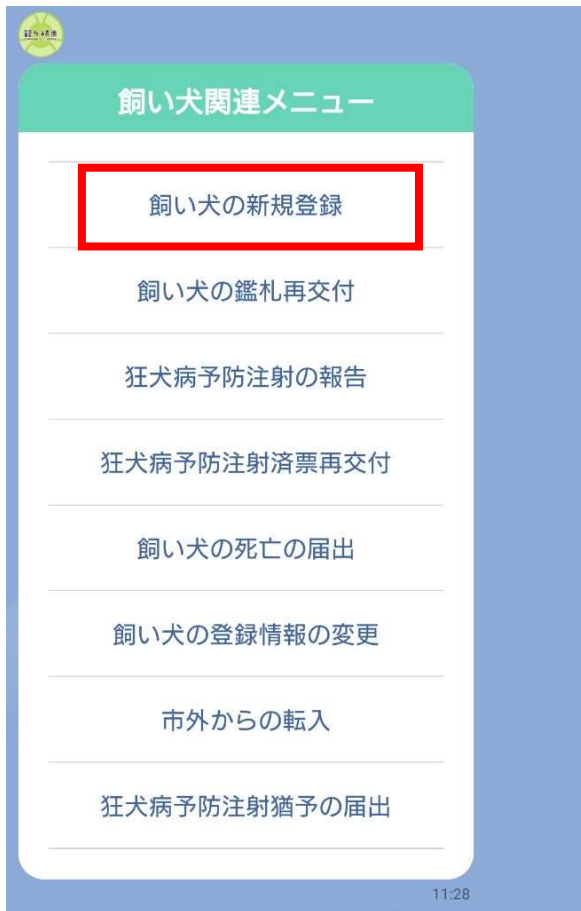 飼い犬関連メニュー
飼い犬の新規登録
飼い犬の鑑札再交付
狂犬病予防注射の報告
狂犬病予防注射済票再交付
飼い犬の死亡の届出
飼い犬の登録情報の変更
市外からの転入
狂犬病予防注射猶予の届出
11:28